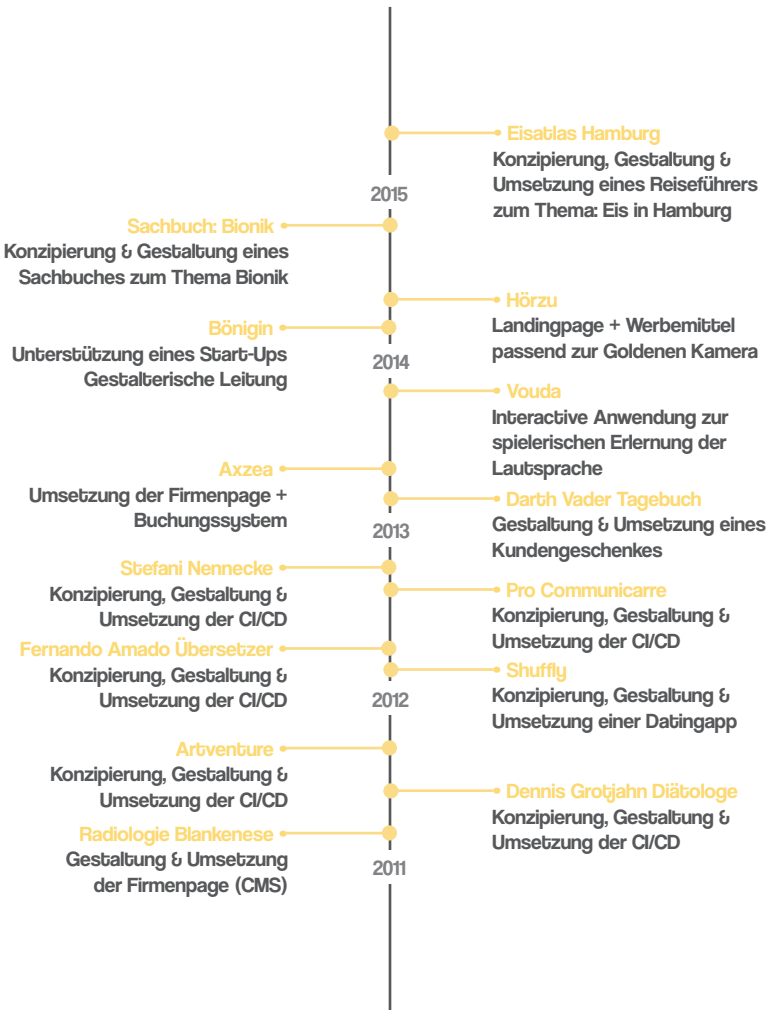 Eisatlas Hamburg
Konzipierung, Gestaltung &
Umsetzung eines Reiseführers
zum Thema: Eis in Hamburg
2015
Sachbuch: Bionik
Konzipierung & Gestaltung eines
Sachbuches zum Thema Bionik
Hörzu
Landingpage + Werbemittel
passend zur Goldenen Kamera
Bönigin
Unterstützung eines Start-Ups
Gestalterische Leitung
2014
Vouda
Interactive Anwendung zur
spielerischen Erlernung der
Lautsprache
Axzea
Umsetzung der Firmenpage +
Buchungssystem
Darth Vader Tagebuch
Gestaltung & Umsetzung eines
Kundengeschenkes
2013
Stefani Nennecke
Konzipierung, Gestaltung &
Umsetzung der CI/CD
Pro Communicarre
Konzipierung, Gestaltung &
Umsetzung der CI/CD
Fernando Amado Übersetzer
Konzipierung, Gestaltung &
Umsetzung der CI/CD
Shuffly
Konzipierung, Gestaltung &
Umsetzung einer Datingapp
2012
Artventure
Konzipierung, Gestaltung &
Umsetzung der CI/CD
Dennis Grotjahn Diätologe
Konzipierung, Gestaltung &
Umsetzung der CI/CD
Radiologie Blankenese
Gestaltung & Umsetzung
der Firmenpage (CMS)
2011